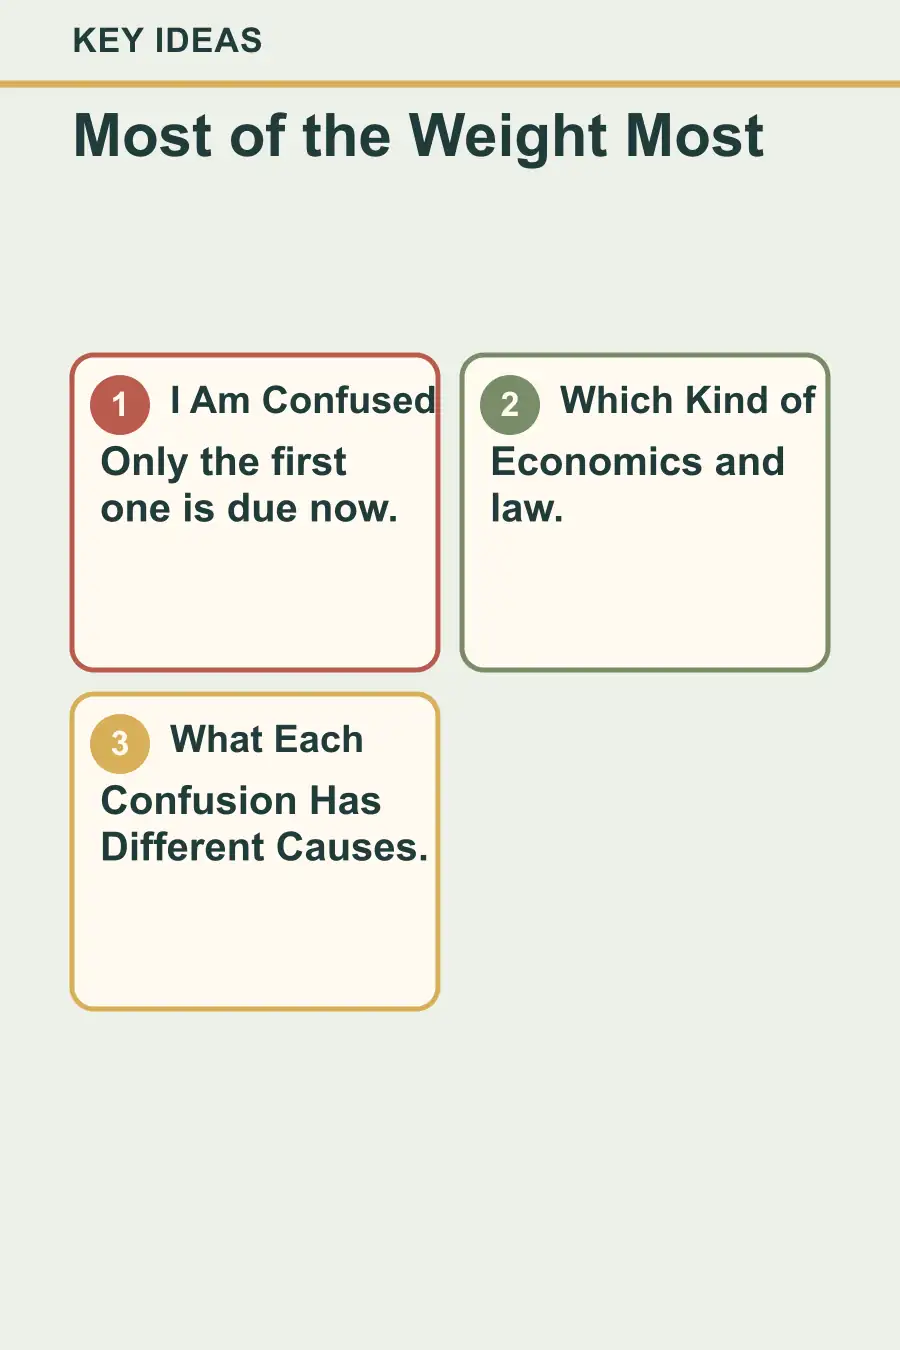 KEY IDEAS
Most of the Weight Most
1 I Am Confused
Only the first
one is due now.
2 Which Kind of
Economics and
law.
3 What Each
Confusion Has
Different Causes.